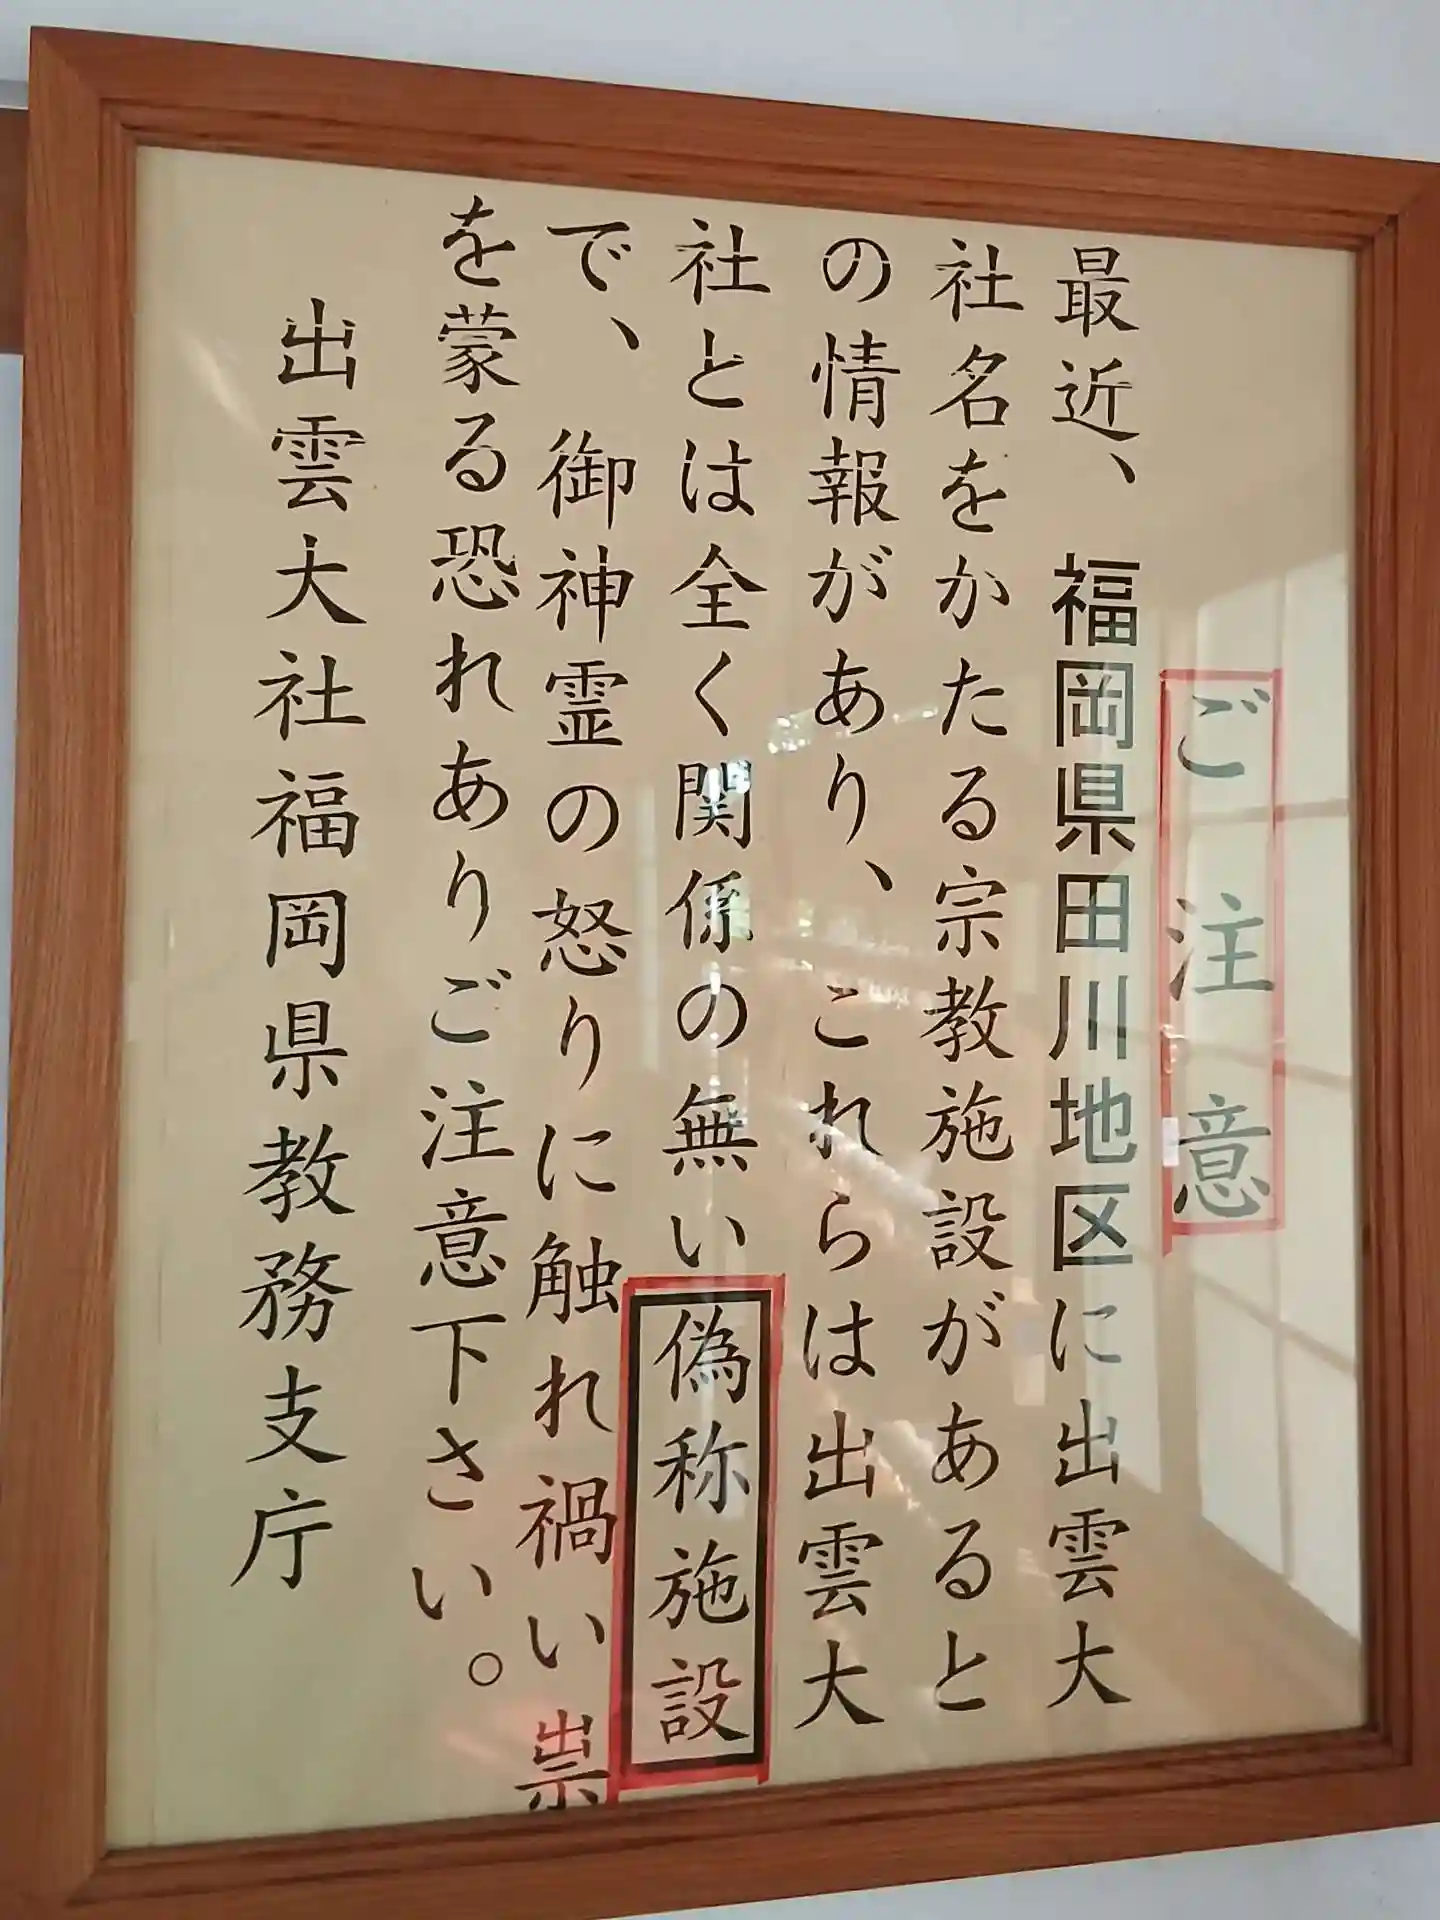 ご注意
最近、福岡県田川地区に出雲大
社名をかたる宗教施設があると
の情報があり、これらは出雲大
社とは全く関係の無い偽称施設
で、御神霊の怒りに触れ禍い祟
を蒙る恐れありご注意下さい。
出雲大社福岡県教務支庁